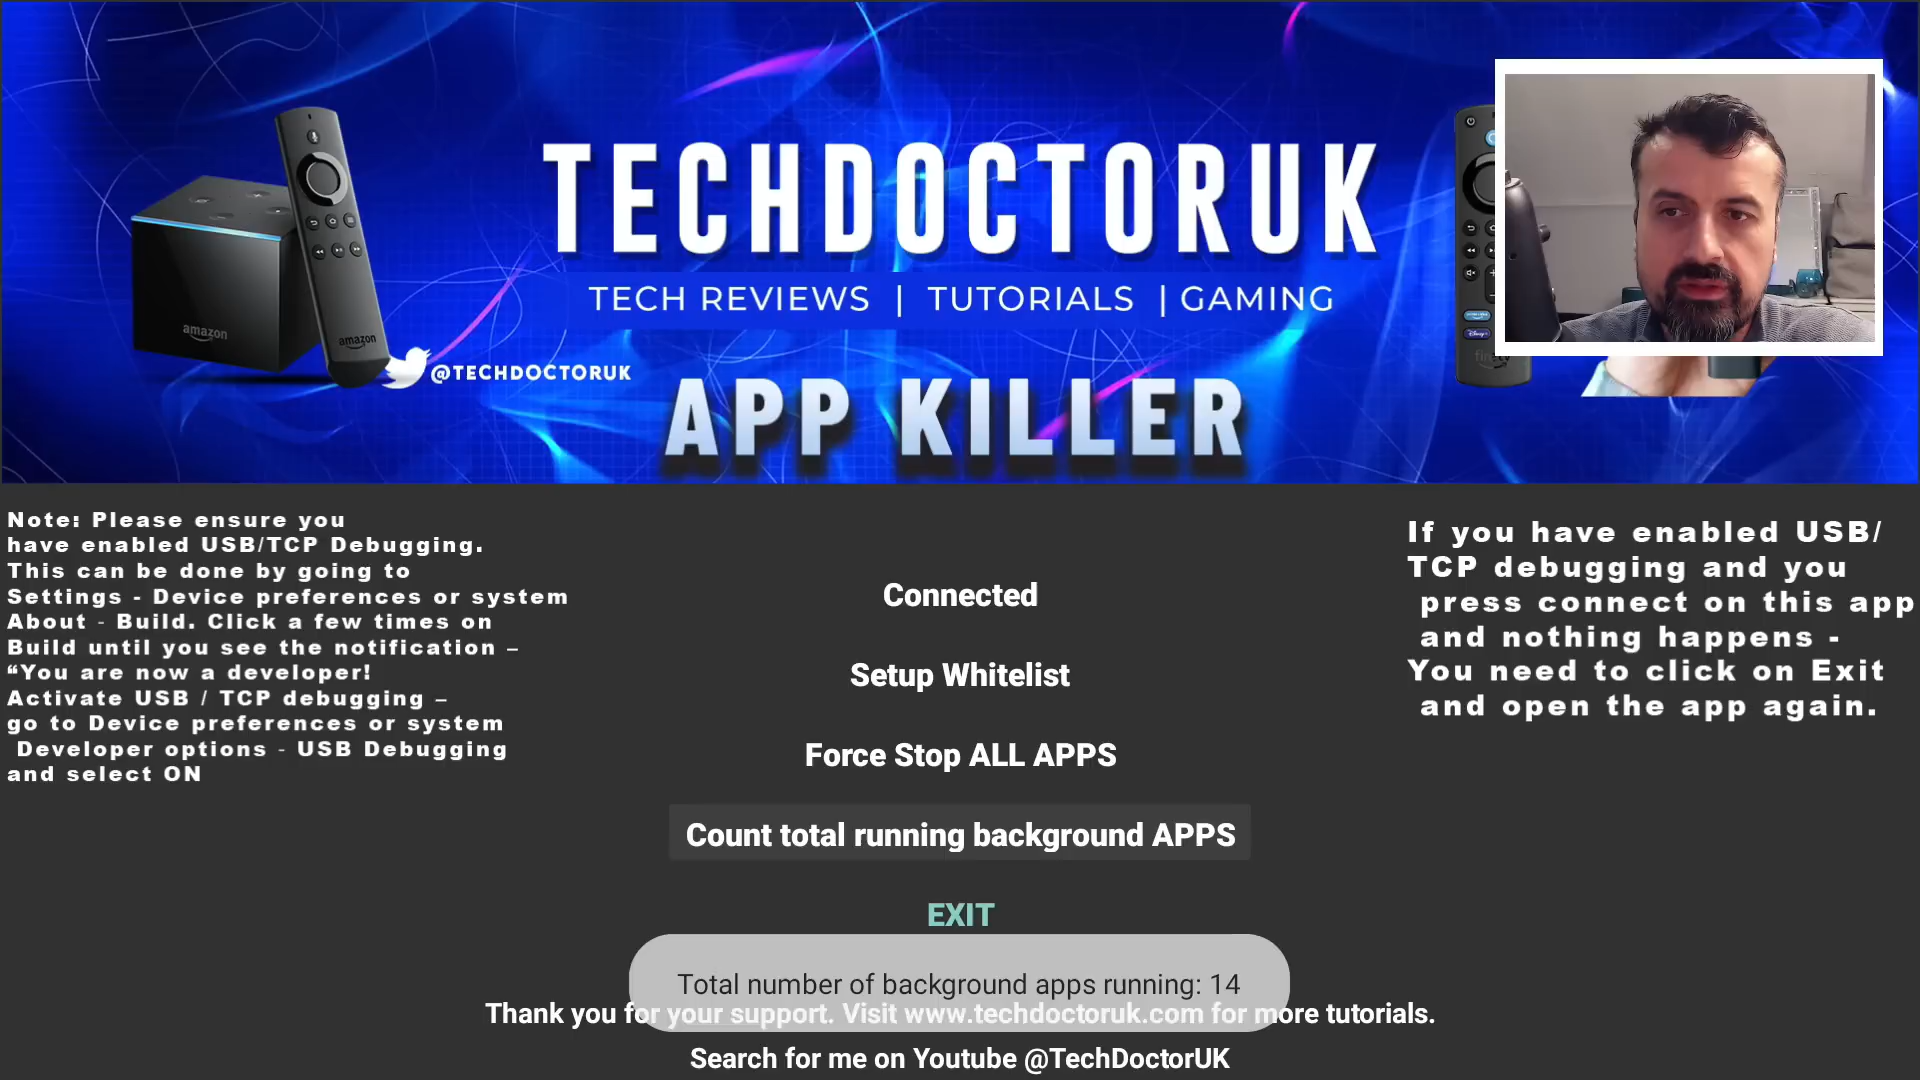 TECHDOCTORUK
TECH REVIEWS | TUTORIALS | GAMING
amazon
amazon
@TECHDOCTORUK
APP KILLER
Note: Please ensure you
have enabled USB/TCP Debugging.
This can be done by going to
Settings - Device preferences or system
About - Build. Click a few times on
Build until you see the notification –
“You are now a developer!
Activate USB / TCP debugging –
go to Device preferences or system
Developer options - USB Debugging
and select ON
Connected
Setup Whitelist
Force Stop ALL APPS
Count total running background APPS
EXIT
Total number of background apps running: 14
Thank you for your support. Visit www.techdoctoruk.com for more tutorials.
Search for me on Youtube @TechDoctorUK
If you have enabled USB/
TCP debugging and you
press connect on this app
and nothing happens -
You need to click on Exit
and open the app again.